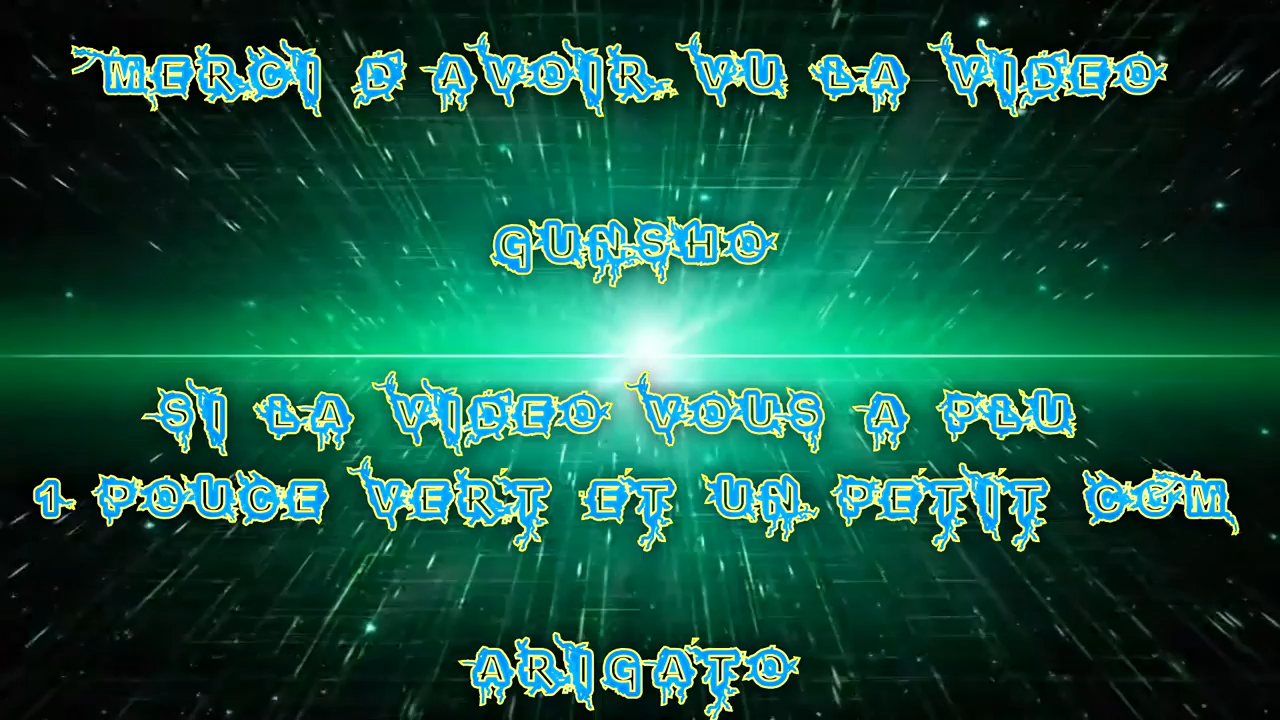 MERCI D AVOIR VU LA VIDEO
GUNSHO
SI LA VIDEO VOUS A PLU
1 POUCE VERT ET UN PETIT COM
ARIGATO